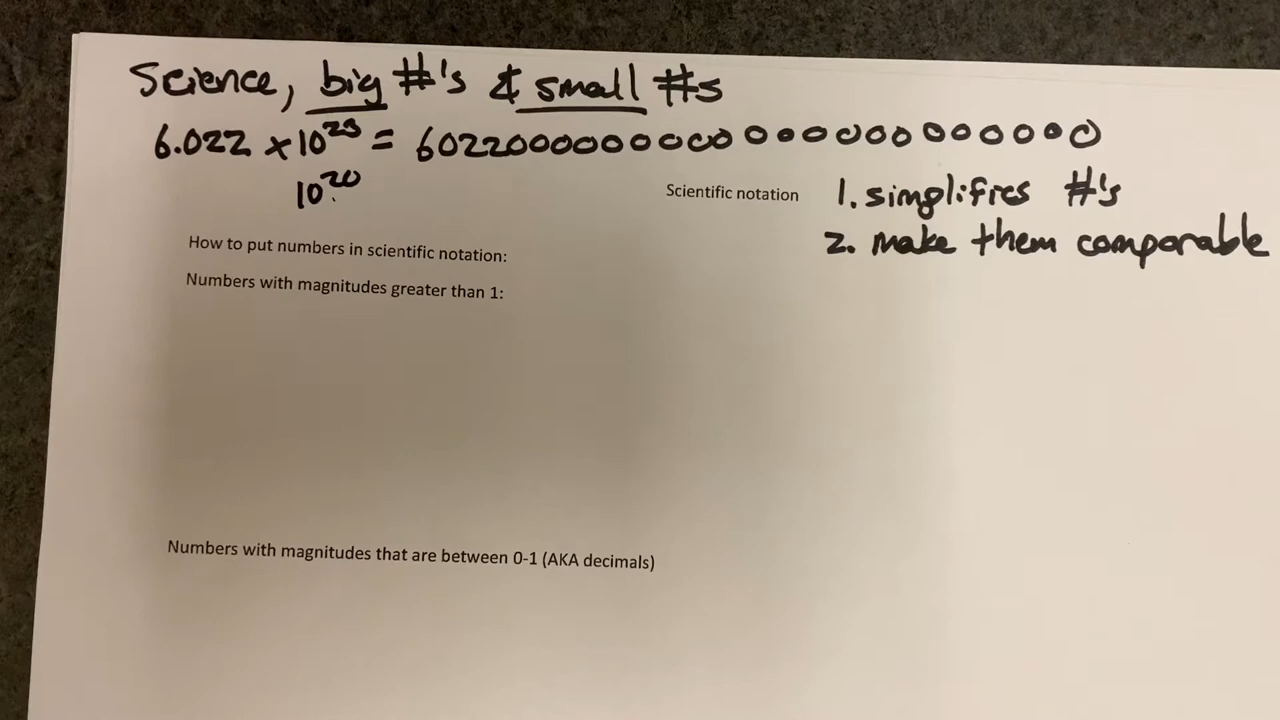 Science, big #'s & small #s
6.022 x 10²³ = 602200000000000000000000
10²⁰
Scientific notation 1. simplifies #'s
2. make them comparable
How to put numbers in scientific notation:
Numbers with magnitudes greater than 1:
Numbers with magnitudes that are between 0-1 (AKA decimals)